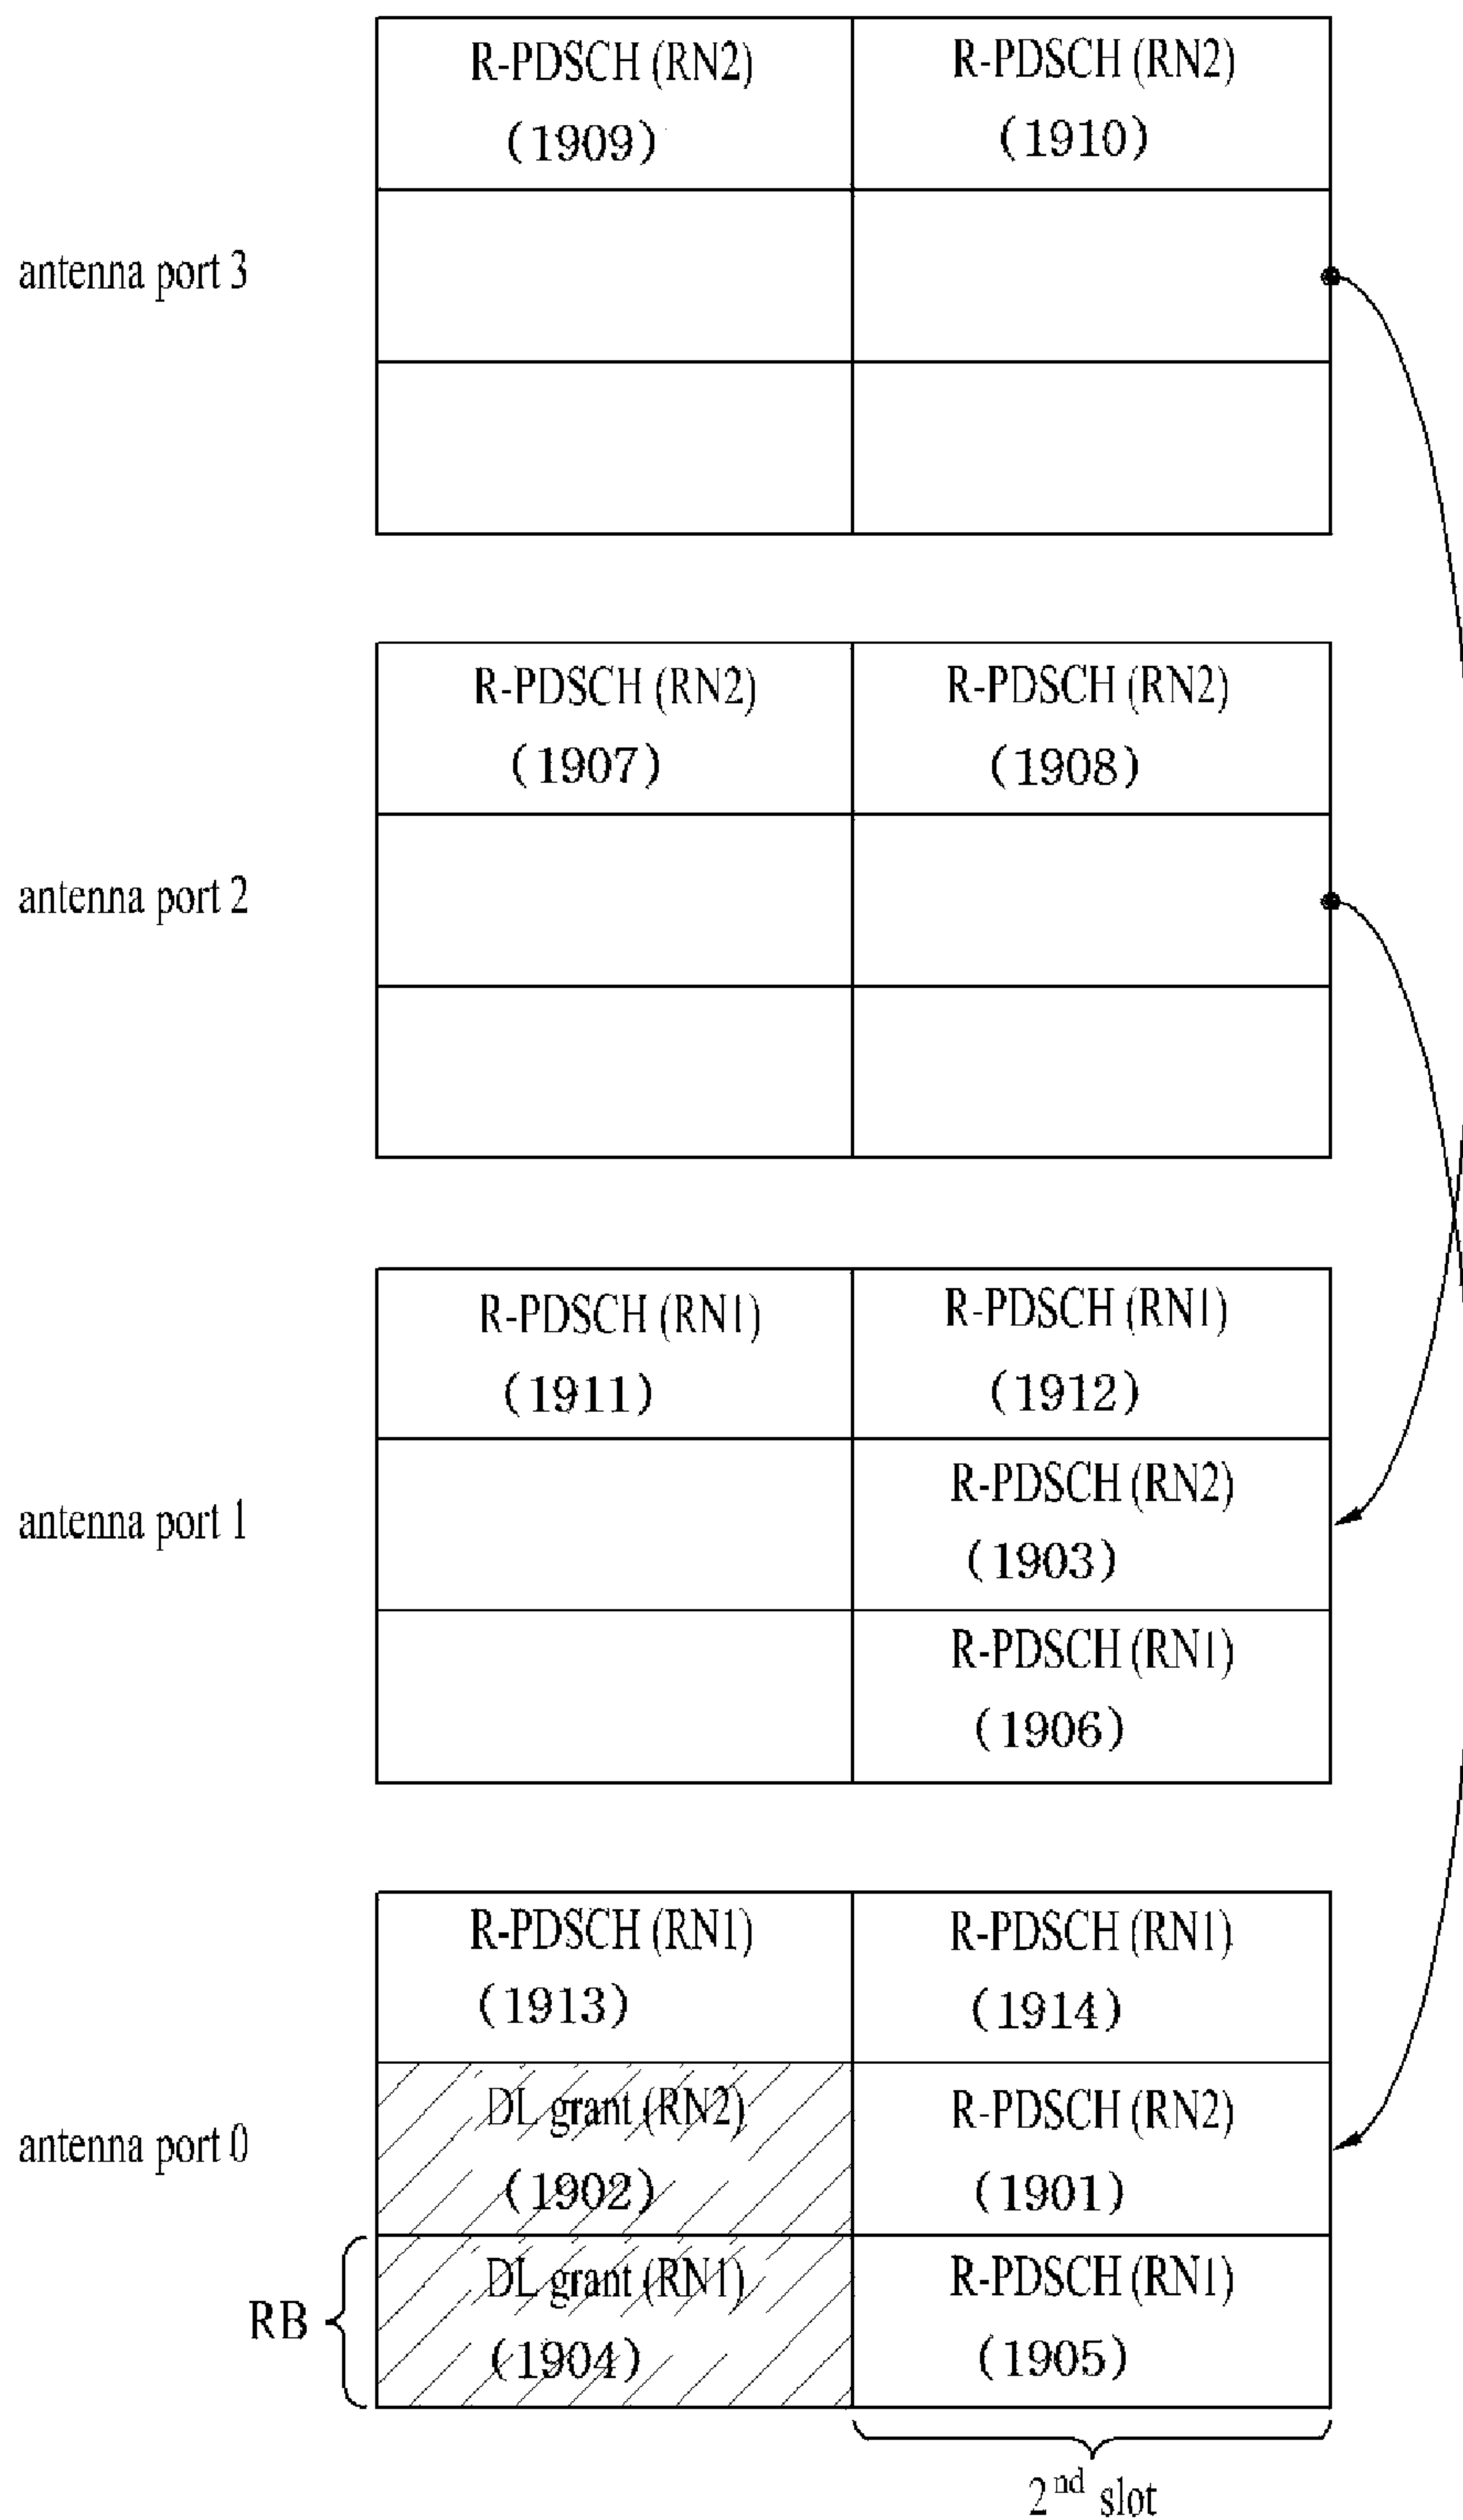 R-PDSCH (RN2)
(1909)
R-PDSCH (RN2)
(1910)
antenna port 3
R-PDSCH (RN2)
(1907)
R-PDSCH (RN2)
(1908)
antenna port 2
R-PDSCH (RN1)
(1911)
R-PDSCH (RN1)
(1912)
antenna port 1
R-PDSCH (RN2)
(1903)
R-PDSCH (RN1)
(1906)
R-PDSCH (RN1)
(1913)
R-PDSCH (RN1)
(1914)
antenna port 0
DL grant (RN2)
(1902)
R-PDSCH (RN2)
(1901)
RB
DL grant (RN1)
(1904)
R-PDSCH (RN1)
(1905)
2nd slot